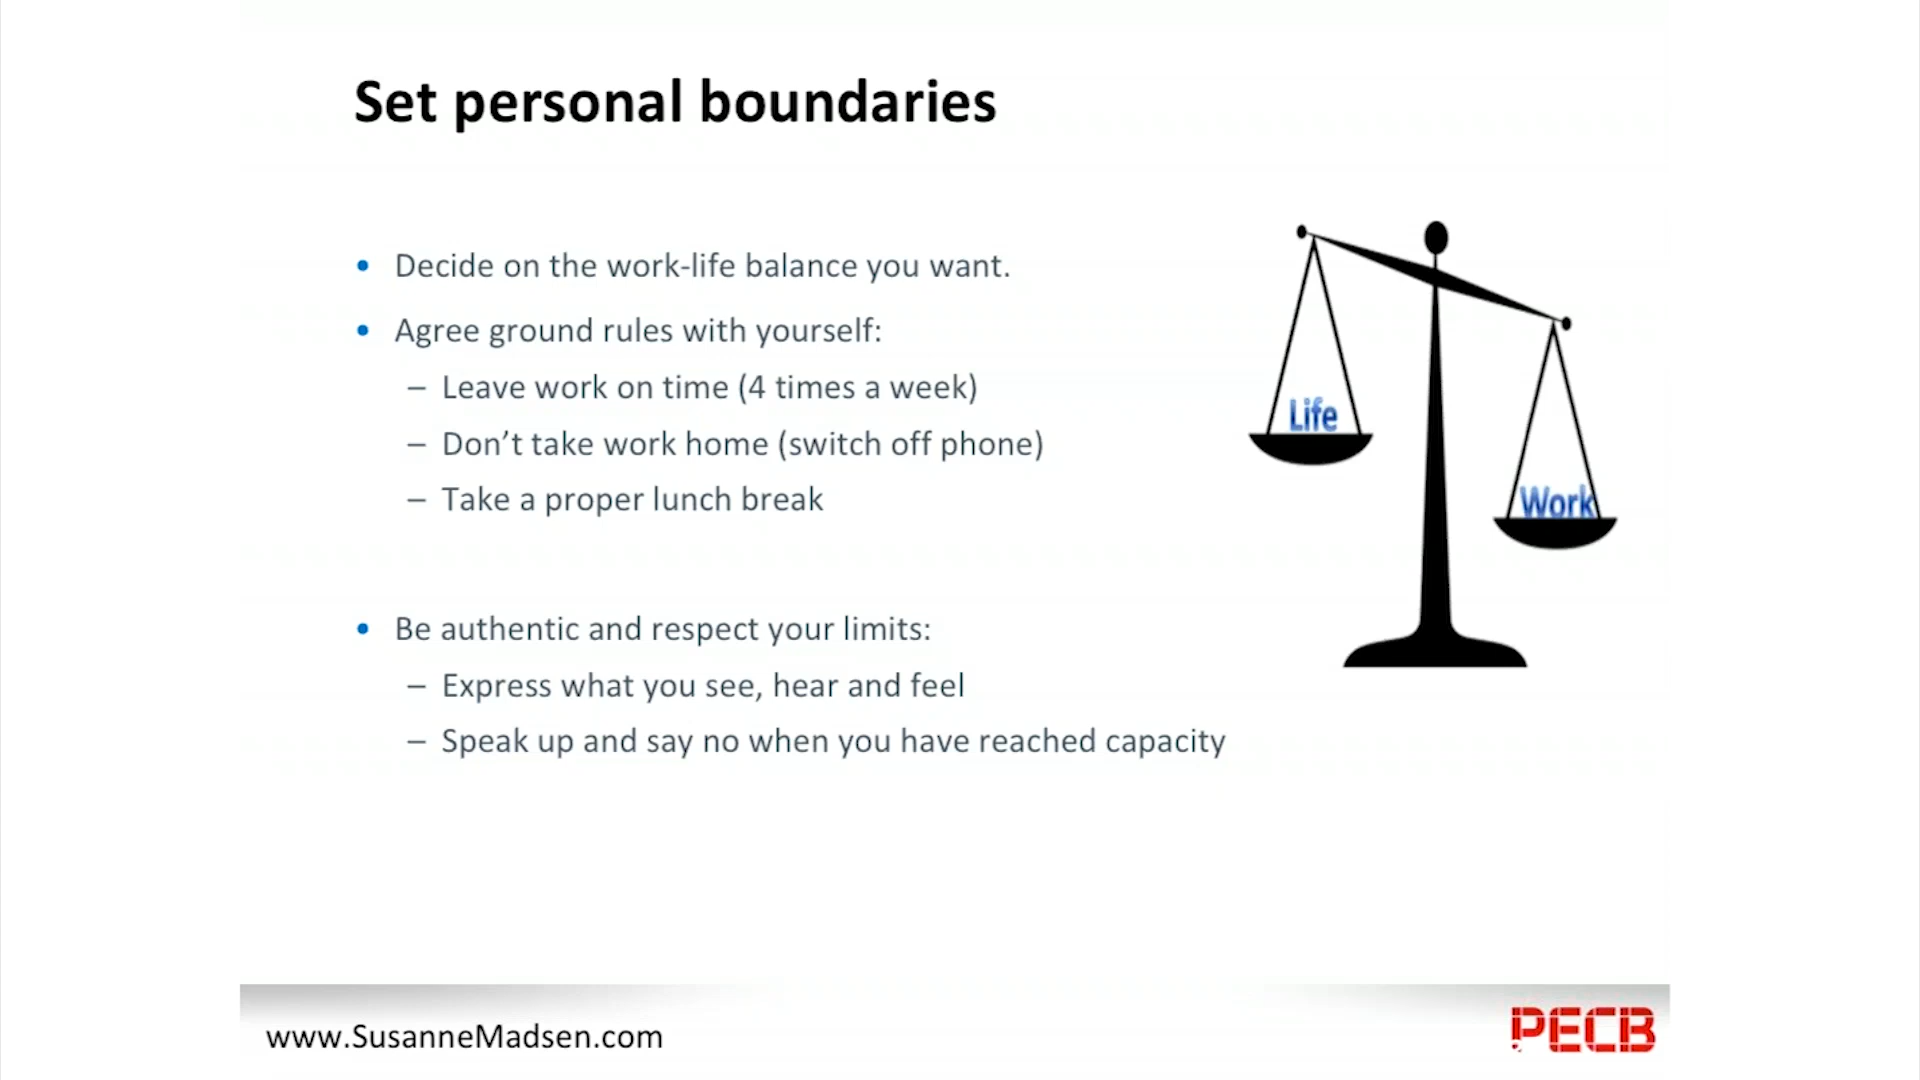 Set personal boundaries
• Decide on the work-life balance you want.
• Agree ground rules with yourself:
– Leave work on time (4 times a week)
– Don’t take work home (switch off phone)
– Take a proper lunch break
• Be authentic and respect your limits:
– Express what you see, hear and feel
– Speak up and say no when you have reached capacity
Life
Work
www.SusanneMadsen.com
PECB